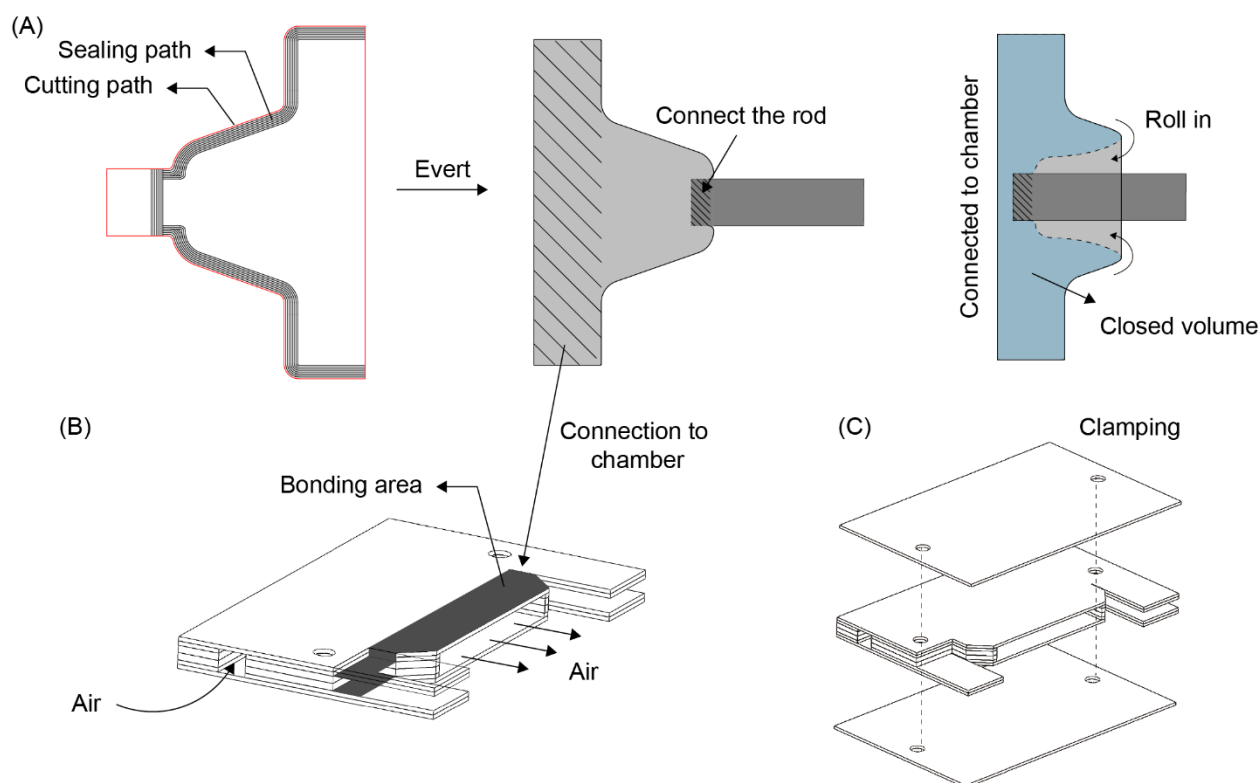 (A)
Sealing path
Cutting path
Evert
Connect the rod
Connected to chamber
Roll in
Closed volume
(B)
Connection to
chamber
Bonding area
Air
Air
(C)
Clamping